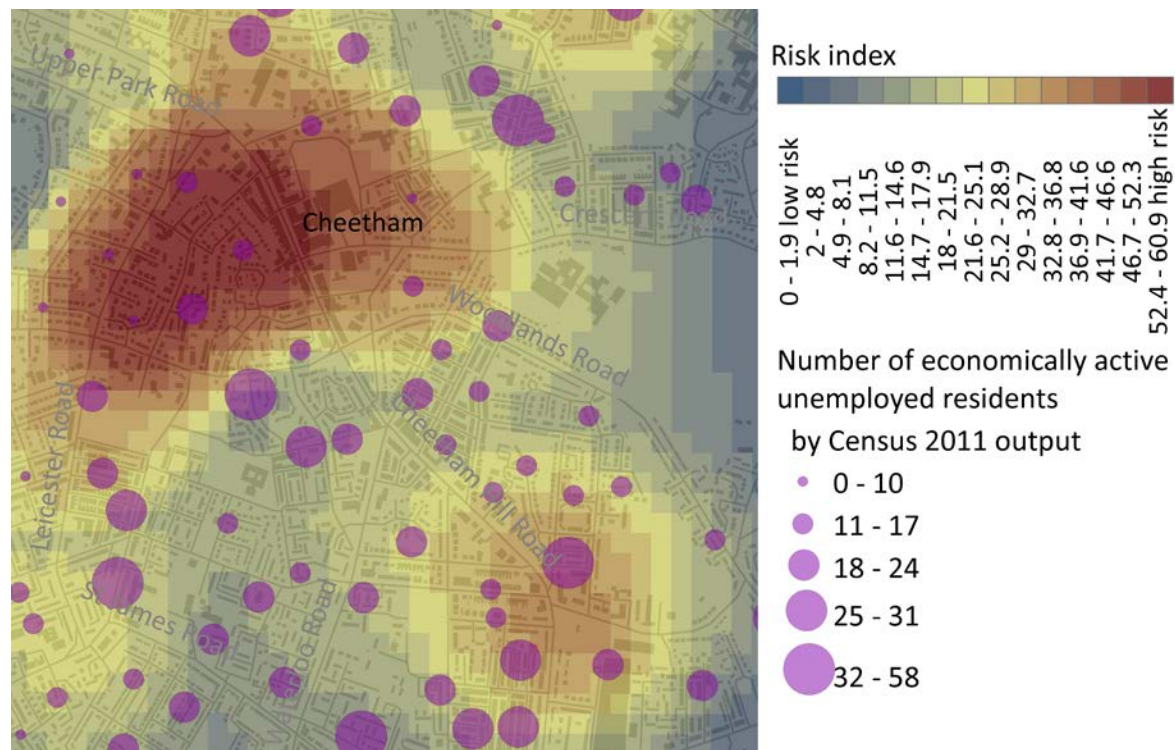 Upper Park Road
Cheetham
Crescent
Woodlands Road
Leicester Road
Cheetham Hill Road
Road
Risk index
0 - 1.9 low risk
2 - 4.8
4.9 - 8.1
8.2 - 11.5
11.6 - 14.6
14.7 - 17.9
18 - 21.5
21.6 - 25.1
25.2 - 28.9
29 - 32.7
32.8 - 36.8
36.9 - 41.6
41.7 - 46.6
46.7 - 52.3
52.4 - 60.9 high risk
Number of economically active
unemployed residents
by Census 2011 output
0 - 10
11 - 17
18 - 24
25 - 31
32 - 58